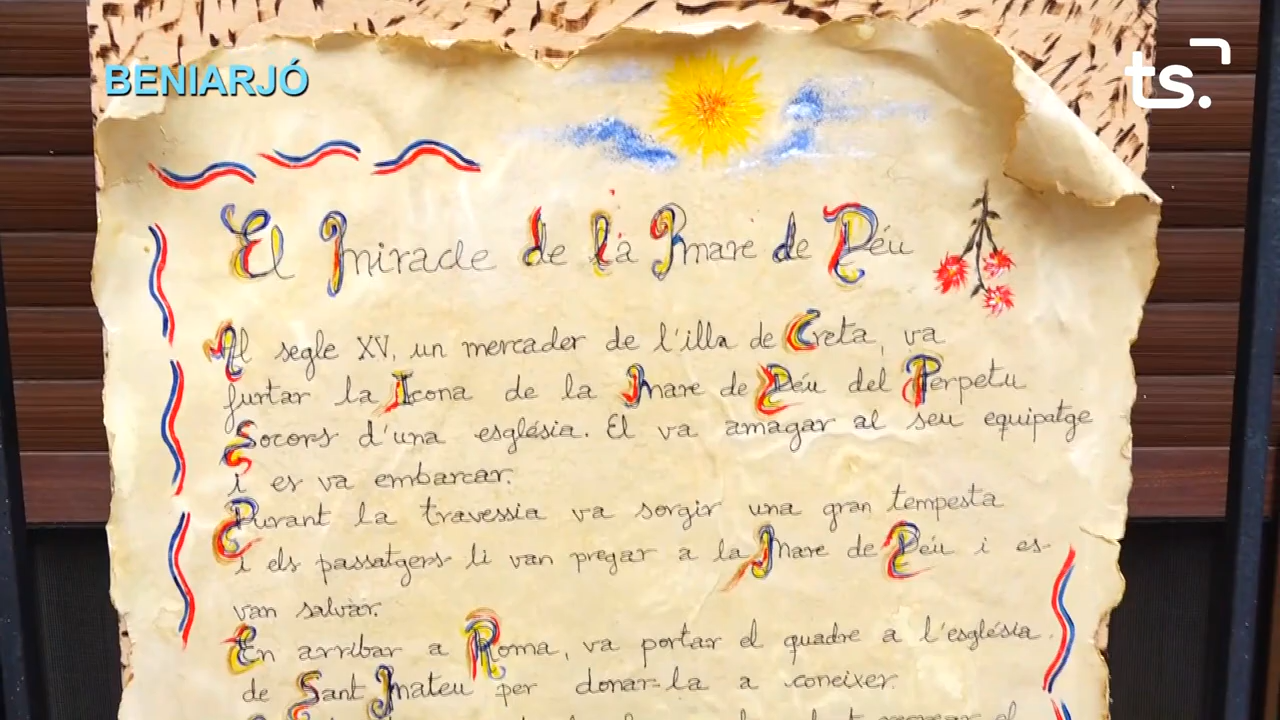 BENIARJÓ
ts.
El miracle de la mare de Déu
Al segle XV, un mercader de l'illa de Creta, va
furtar la Icona de la Mare de Déu del Perpetu
Socors d'una església. El va amagar al seu equipatge
i es va embarcar.
Durant la travessia va sorgir una gran tempesta
i els passatgers li van pregar a la Mare de Déu i es
van salvar.
En arribar a Roma, va portar el quadre a l'església
de Sant Mateu per donar-la a coneixer.